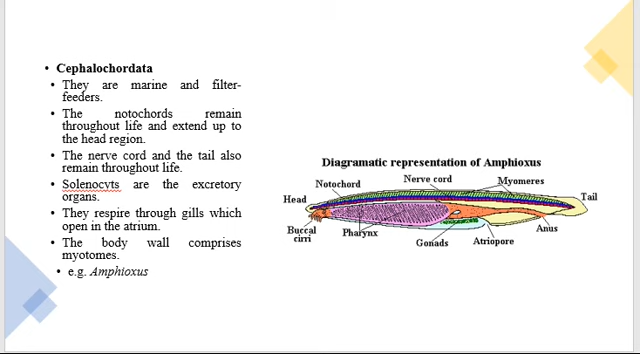 Cephalochordata
They are marine and filter-
feeders.
The notochords remain
throughout life and extend up to
the head region.
The nerve cord and the tail also
remain throughout life.
Solenocyts are the excretory
organs.
They respire through gills which
open in the atrium.
The body wall comprises
myotomes.
e.g. Amphioxus
Diagramatic representation of Amphioxus
Notochord
Nerve cord
Myomeres
Head
Tail
Buccal
cirri
Pharynx
Gonads
Atriopore
Anus